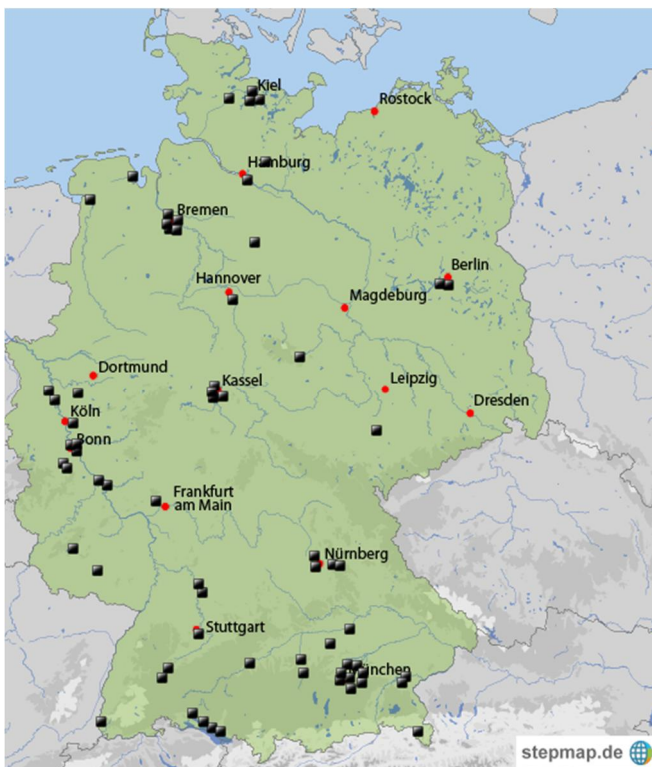 Kiel
Rostock
Hamburg
Bremen
Berlin
Hannover
Magdeburg
Dortmund
Kassel
Leipzig
Dresden
Köln
Bonn
Frankfurt
am Main
Nürnberg
Stuttgart
München
stepmap.de